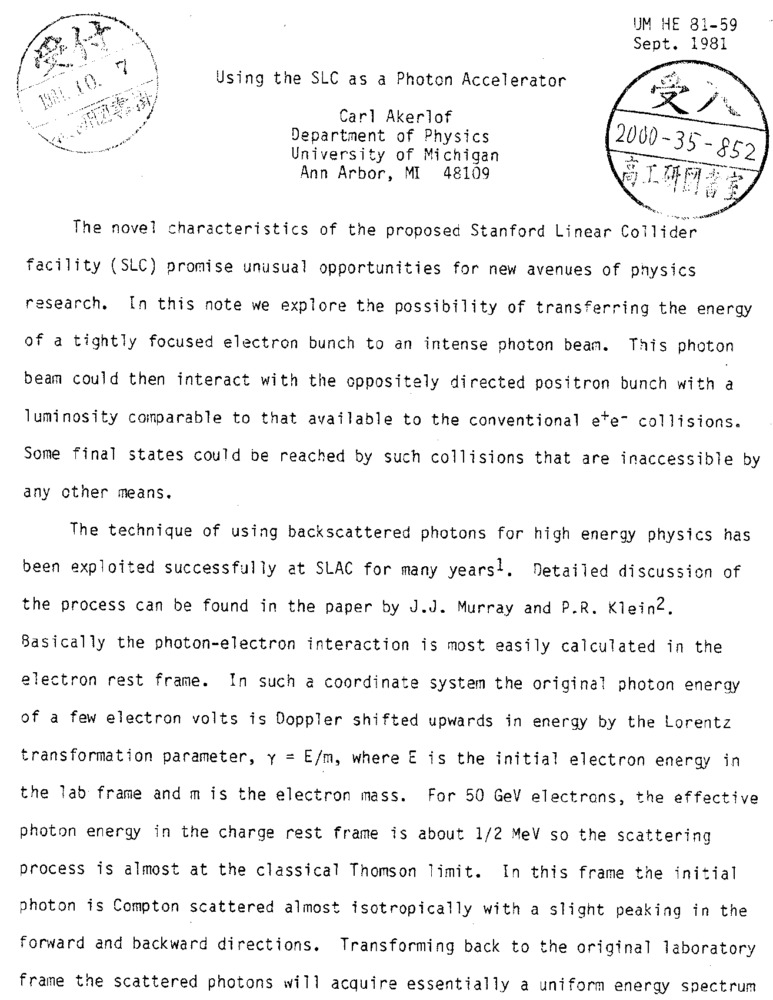 受付
1981. 10. 7
UM HE 81-59
Sept. 1981
受入
2000-35-852
高工研図書室
Using the SLC as a Photon Accelerator
Carl Akerlof
Department of Physics
University of Michigan
Ann Arbor, MI 48109
The novel characteristics of the proposed Stanford Linear Collider
facility (SLC) promise unusual opportunities for new avenues of physics
research. In this note we explore the possibility of transferring the energy
of a tightly focused electron bunch to an intense photon beam. This photon
beam could then interact with the oppositely directed positron bunch with a
luminosity comparable to that available to the conventional e⁺e⁻ collisions.
Some final states could be reached by such collisions that are inaccessible by
any other means.
The technique of using backscattered photons for high energy physics has
been exploited successfully at SLAC for many years¹. Detailed discussion of
the process can be found in the paper by J.J. Murray and P.R. Klein².
Basically the photon-electron interaction is most easily calculated in the
electron rest frame. In such a coordinate system the original photon energy
of a few electron volts is Doppler shifted upwards in energy by the Lorentz
transformation parameter, γ = E/m, where E is the initial electron energy in
the lab frame and m is the electron mass. For 50 GeV electrons, the effective
photon energy in the charge rest frame is about 1/2 MeV so the scattering
process is almost at the classical Thomson limit. In this frame the initial
photon is Compton scattered almost isotropically with a slight peaking in the
forward and backward directions. Transforming back to the original laboratory
frame the scattered photons will acquire essentially a uniform energy spectrum